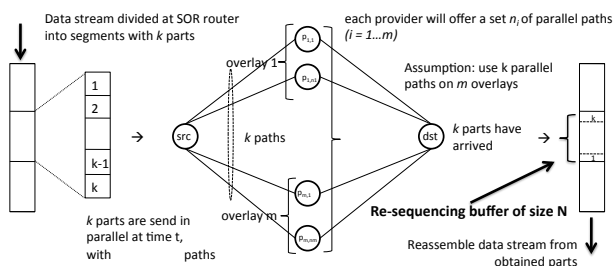 Data stream divided at SOR router
into segments with k parts
each provider will offer a set ni of parallel paths
(i = 1...m)
Assumption: use k parallel
paths on m overlays
1
2
k-1
k
→
src
overlay 1
p1,1
p1,n1
k paths
overlay m
pm,1
pm,nm
dst
k parts have
arrived
→
k
1
k parts are send in
parallel at time t,
with paths
Re-sequencing buffer of size N
Reassemble data stream from
obtained parts